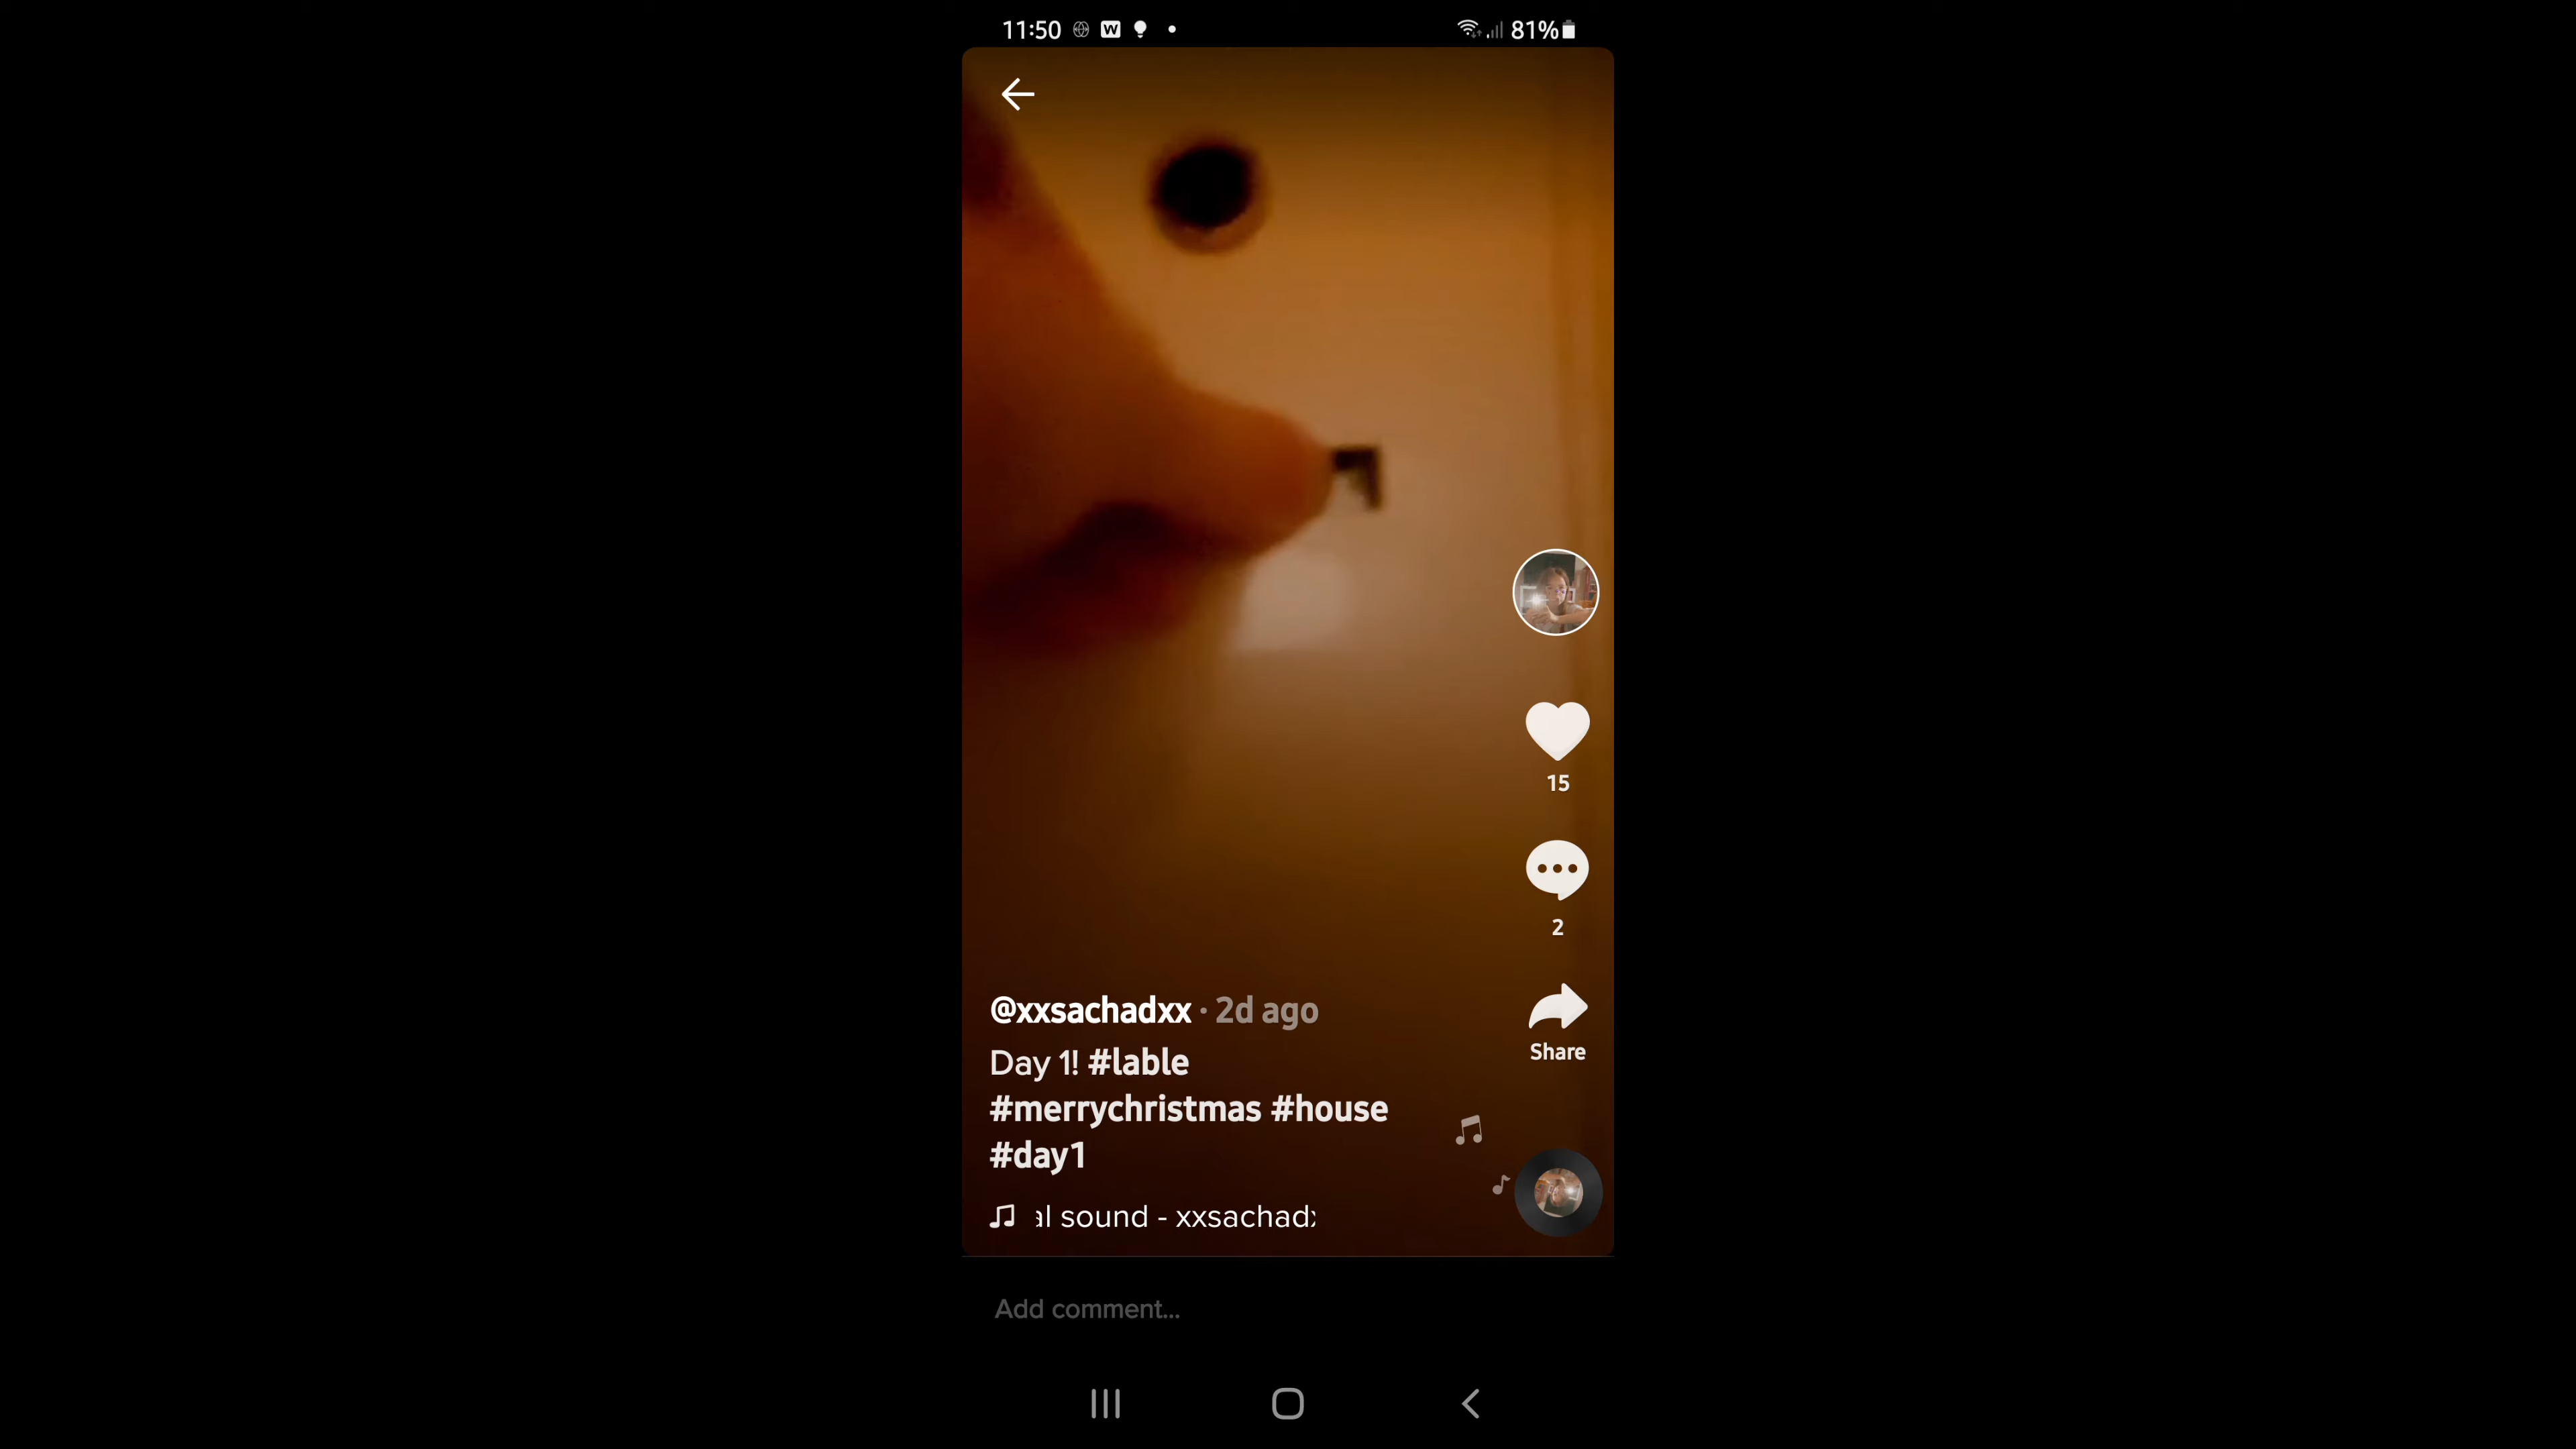 11:50 W 81%
15
2
@xxsachadxx · 2d ago
Share
Day 1! #lable
#merrychristmas #house
#day1
al sound - xxsachadx
Add comment...